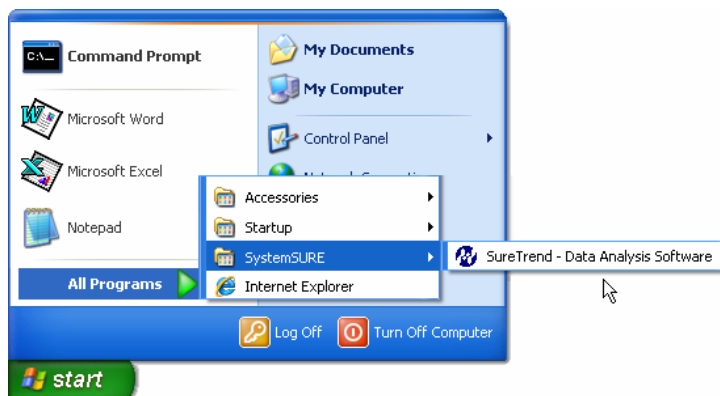 C:\_
Command Prompt
Microsoft Word
Microsoft Excel
Notepad
All Programs
My Documents
My Computer
Control Panel
Accessories
Startup
SystemSURE
Internet Explorer
SureTrend - Data Analysis Software
Log Off
Turn Off Computer
start